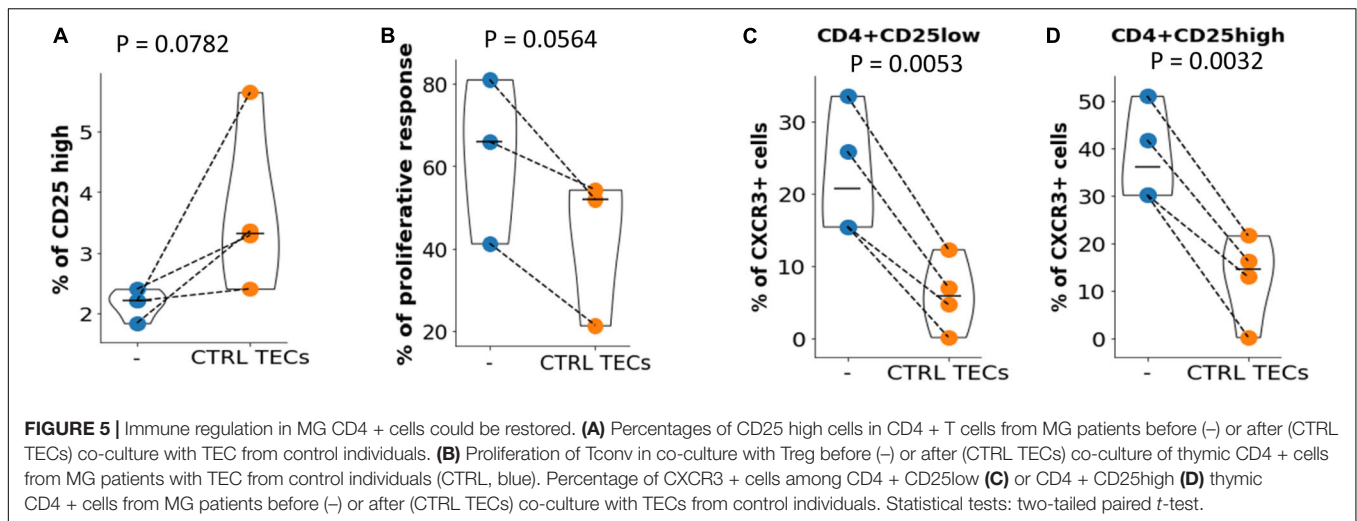 A
P = 0.0782
% of CD25 high
5
4
3
2
-
CTRL TECs
B
P = 0.0564
% of proliferative response
80
60
40
20
-
CTRL TECs
C
CD4+CD25low
P = 0.0053
% of CXCR3+ cells
30
20
10
0
-
CTRL TECs
D
CD4+CD25high
P = 0.0032
% of CXCR3+ cells
50
40
30
20
10
0
-
CTRL TECs
FIGURE 5 | Immune regulation in MG CD4 + cells could be restored. (A) Percentages of CD25 high cells in CD4 + T cells from MG patients before (–) or after (CTRL
TECs) co-culture with TEC from control individuals. (B) Proliferation of Tconv in co-culture with Treg before (–) or after (CTRL TECs) co-culture of thymic CD4 + cells
from MG patients with TEC from control individuals (CTRL, blue). Percentage of CXCR3 + cells among CD4 + CD25low (C) or CD4 + CD25high (D) thymic
CD4 + cells from MG patients before (–) or after (CTRL TECs) co-culture with TECs from control individuals. Statistical tests: two-tailed paired t-test.